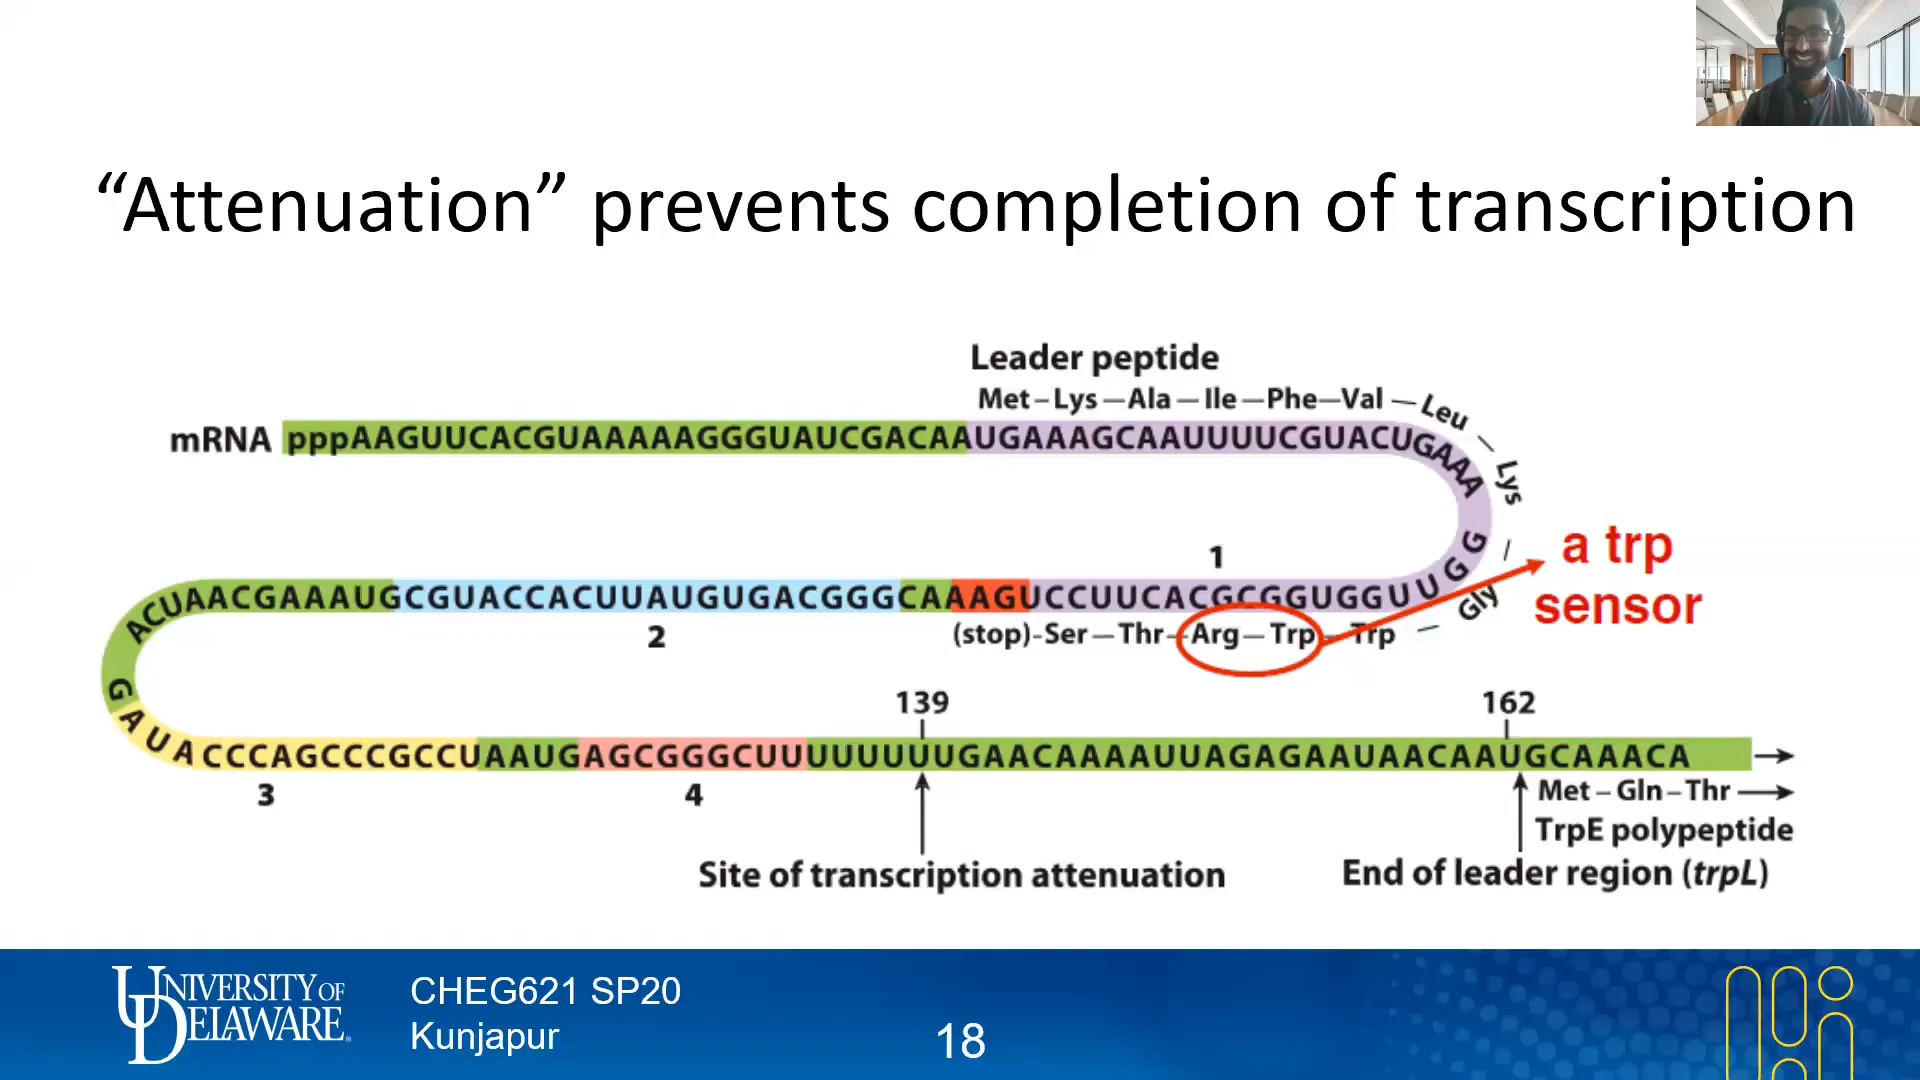 “Attenuation” prevents completion of transcription
Leader peptide
Met – Lys — Ala — Ile — Phe — Val — Leu — Lys — Gly — Trp — Trp — Arg — Thr — Ser - (stop)
mRNA pppAAGUUCACGUAAAAAGGGUAUCGACAAUGAAAGCAAUUUUCGUACUGAAA
GGUUGGUGGCGCACUUCCUGAAACGGGCAGUGUAUUCACCAUGCG
1
a trp
sensor
2
3
4
139
162
Met – Gln – Thr
TrpE polypeptide
Site of transcription attenuation
End of leader region (trpL)
UNIVERSITY OF
DELAWARE.
CHEG621 SP20
Kunjapur
18